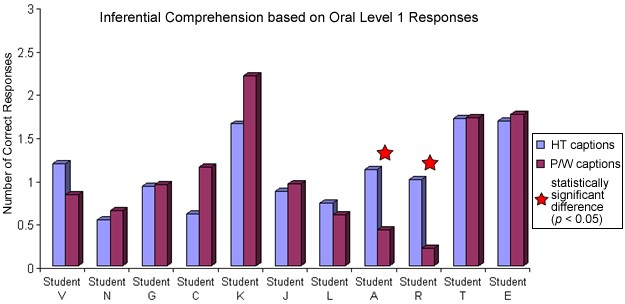 Inferential Comprehension based on Oral Level 1 Responses
Number of Correct Responses
3
2.5
2
1.5
1
0.5
0
Student V
Student N
Student G
Student C
Student K
Student J
Student L
Student A
Student R
Student T
Student E
HT captions
P/W captions
statistically
significant
difference
(p < 0.05)